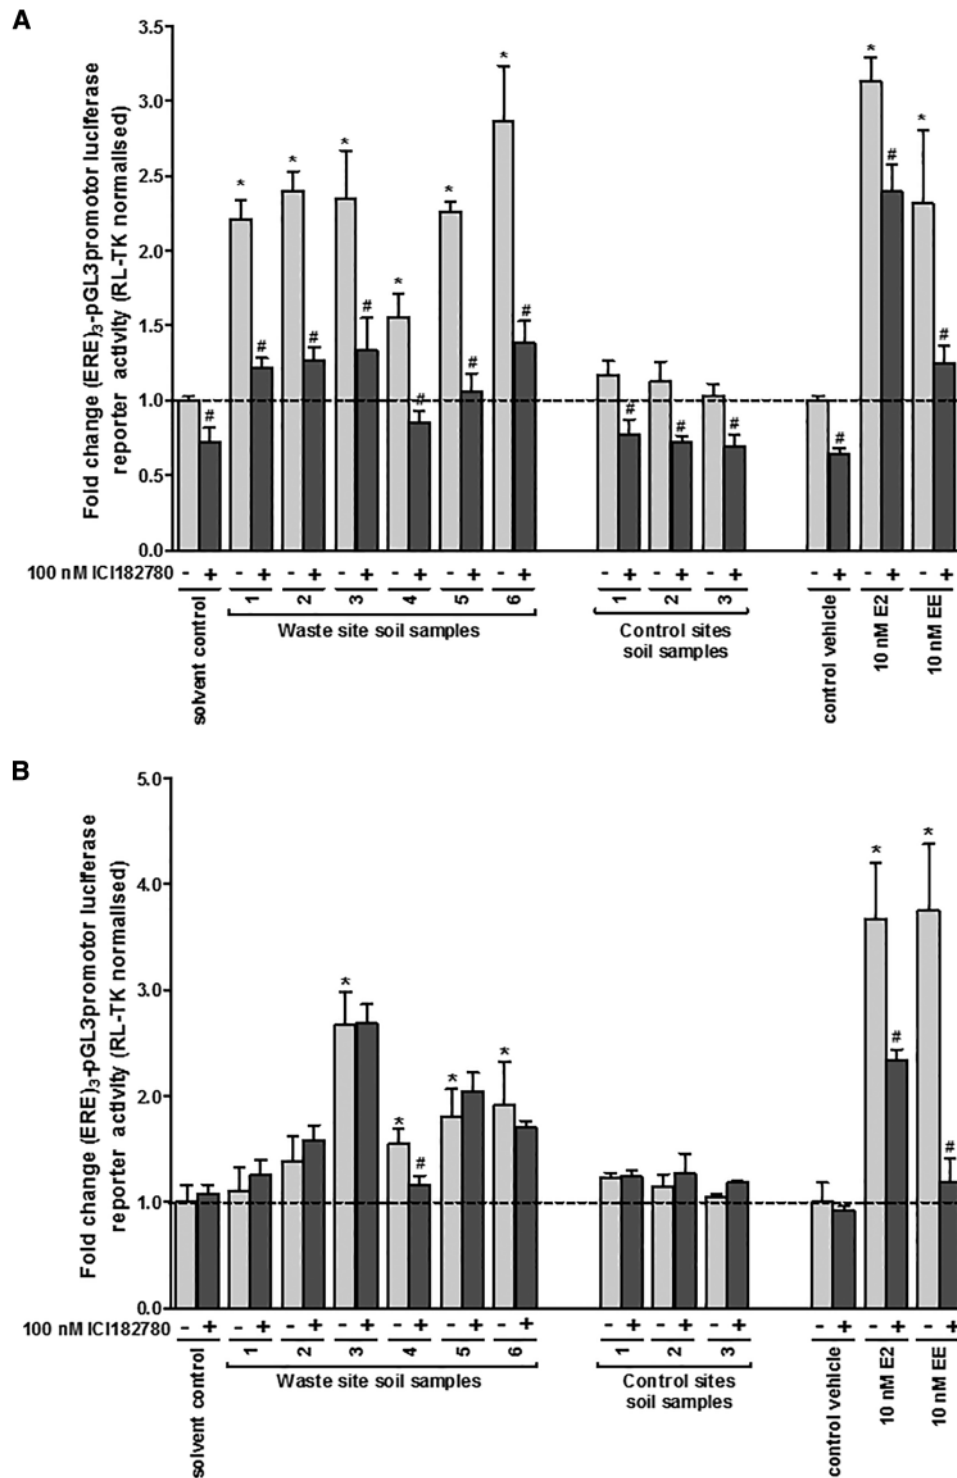 A
Fold change (ERE)3-pGL3promotor luciferase
reporter activity (RL-TK normalised)
3.5
3.0
2.5
2.0
1.5
1.0
0.5
0.0
* * * * * * * *
# # # # # # # # # # # # #
100 nM ICI182780 - + - + - + - + - + - + - + - + - + - + - + - + - +
solvent control
1 2 3 4 5 6
Waste site soil samples
1 2 3
Control sites
soil samples
control vehicle
10 nM E2
10 nM EE
B
Fold change (ERE)3-pGL3promotor luciferase
reporter activity (RL-TK normalised)
5.0
4.0
3.0
2.0
1.0
0.0
* * * * * *
# # #
100 nM ICI182780 - + - + - + - + - + - + - + - + - + - + - + - + - +
solvent control
1 2 3 4 5 6
Waste site soil samples
1 2 3
Control sites
soil samples
control vehicle
10 nM E2
10 nM EE